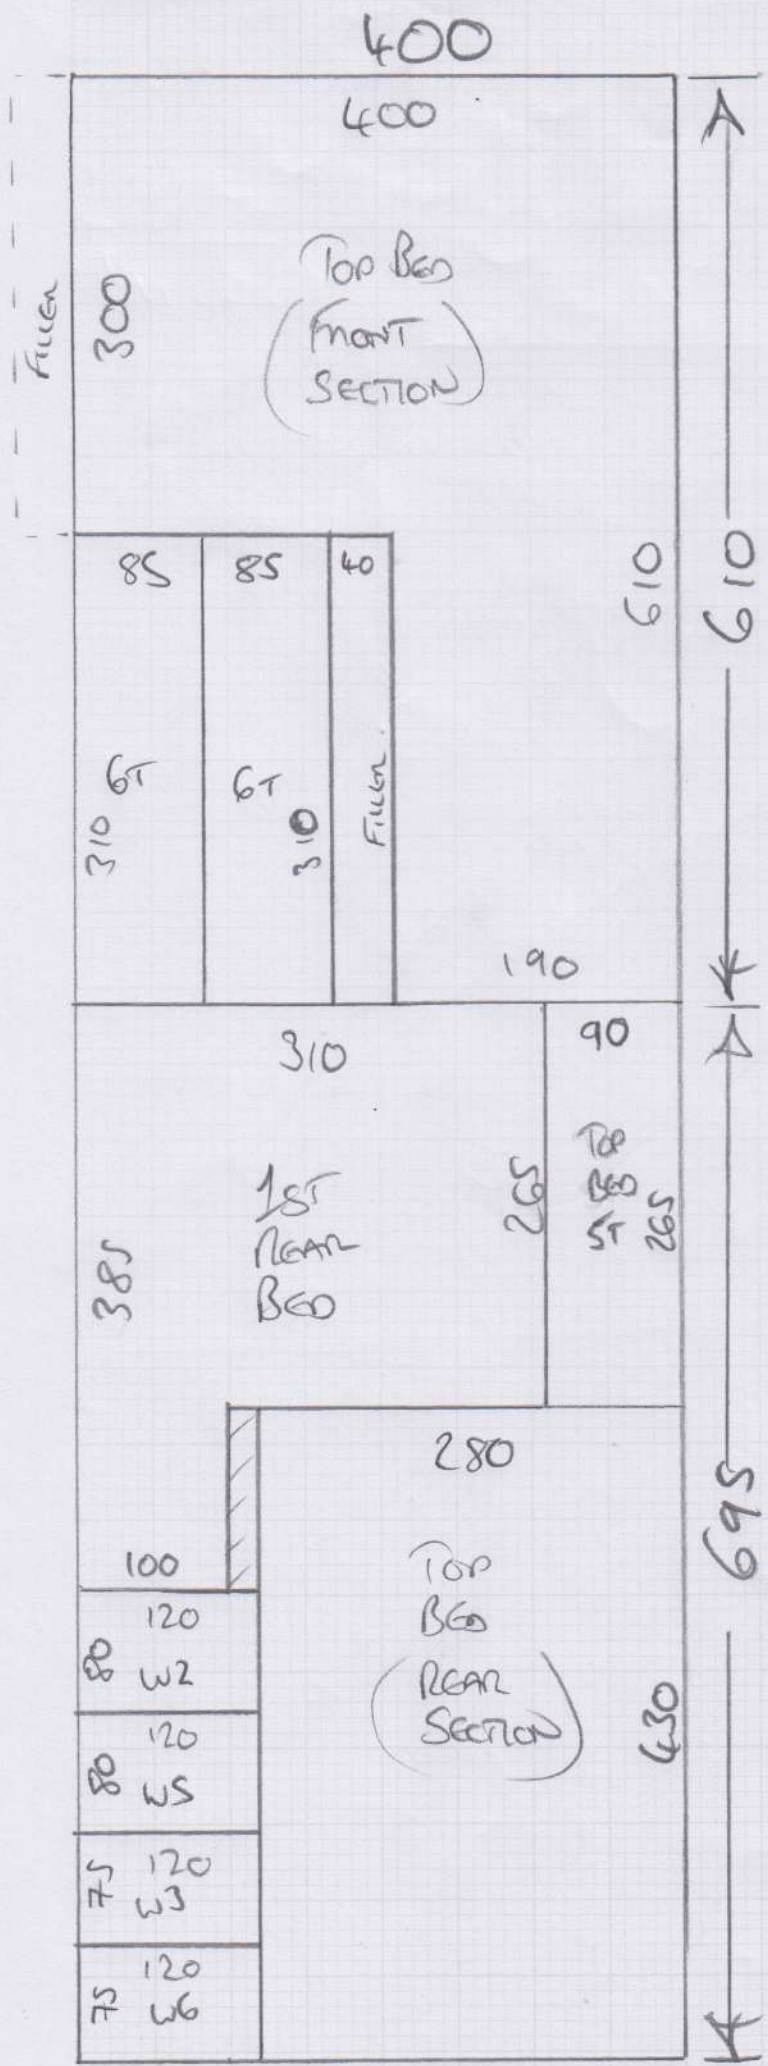 400
400
TOP BED
(FRONT
SECTION)
300
FILLER
85 85 40
6T 6T
310 310
FILLER
610
610
190
310
90
1ST
REAR
BED
385
265
TOP
BED
5T
265
280
TOP
BED
(REAR
SECTION)
430
695
100
120
80 W2
120
80 W5
120
75 W3
120
75 W6